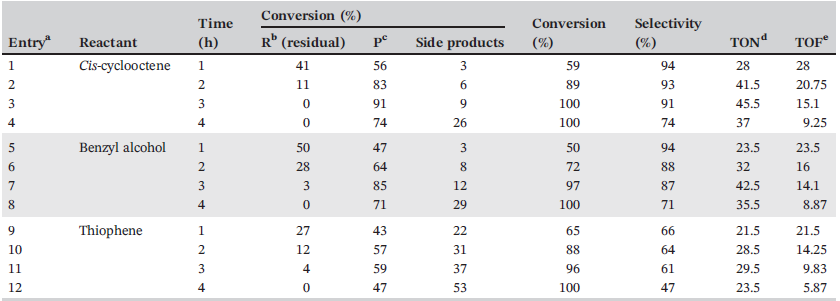 Conversion (%)
Entryᵃ Reactant Time (h) Rᵇ (residual) Pᶜ Side products Conversion (%) Selectivity (%) TONᵈ TOFᵉ
1 Cis-cyclooctene 1 41 56 3 59 94 28 28
2 2 11 83 6 89 93 41.5 20.75
3 3 0 91 9 100 91 45.5 15.1
4 4 0 74 26 100 74 37 9.25
5 Benzyl alcohol 1 50 47 3 50 94 23.5 23.5
6 2 28 64 8 72 88 32 16
7 3 3 85 12 97 87 42.5 14.1
8 4 0 71 29 100 71 35.5 8.87
9 Thiophene 1 27 43 22 65 66 21.5 21.5
10 2 12 57 31 88 64 28.5 14.25
11 3 4 59 37 96 61 29.5 9.83
12 4 0 47 53 100 47 23.5 5.87